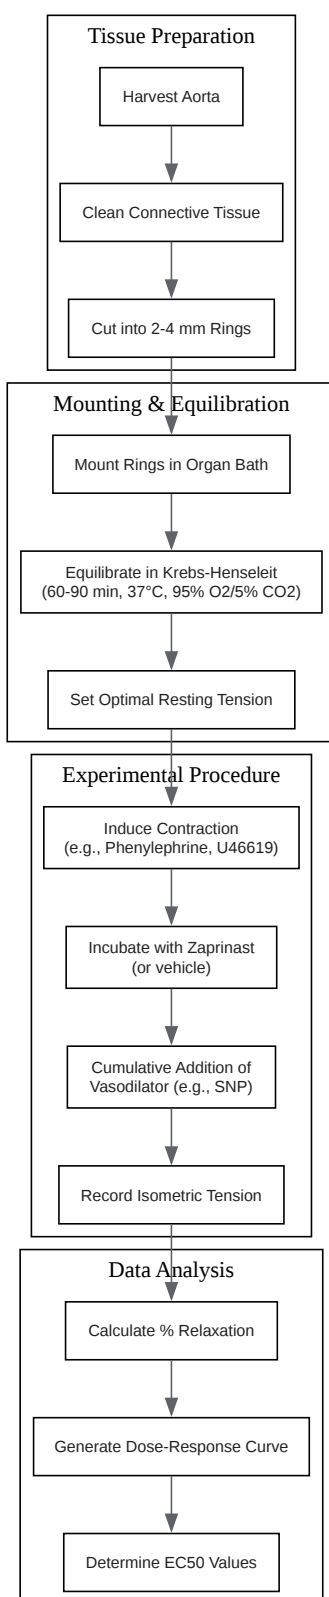 Tissue Preparation
Harvest Aorta
Clean Connective Tissue
Cut into 2-4 mm Rings
Mounting & Equilibration
Mount Rings in Organ Bath
Equilibrate in Krebs-Henseleit
(60-90 min, 37°C, 95% O2/5% CO2)
Set Optimal Resting Tension
Experimental Procedure
Induce Contraction
(e.g., Phenylephrine, U46619)
Incubate with Zaprinast
(or vehicle)
Cumulative Addition of
Vasodilator (e.g., SNP)
Record Isometric Tension
Data Analysis
Calculate % Relaxation
Generate Dose-Response Curve
Determine EC50 Values